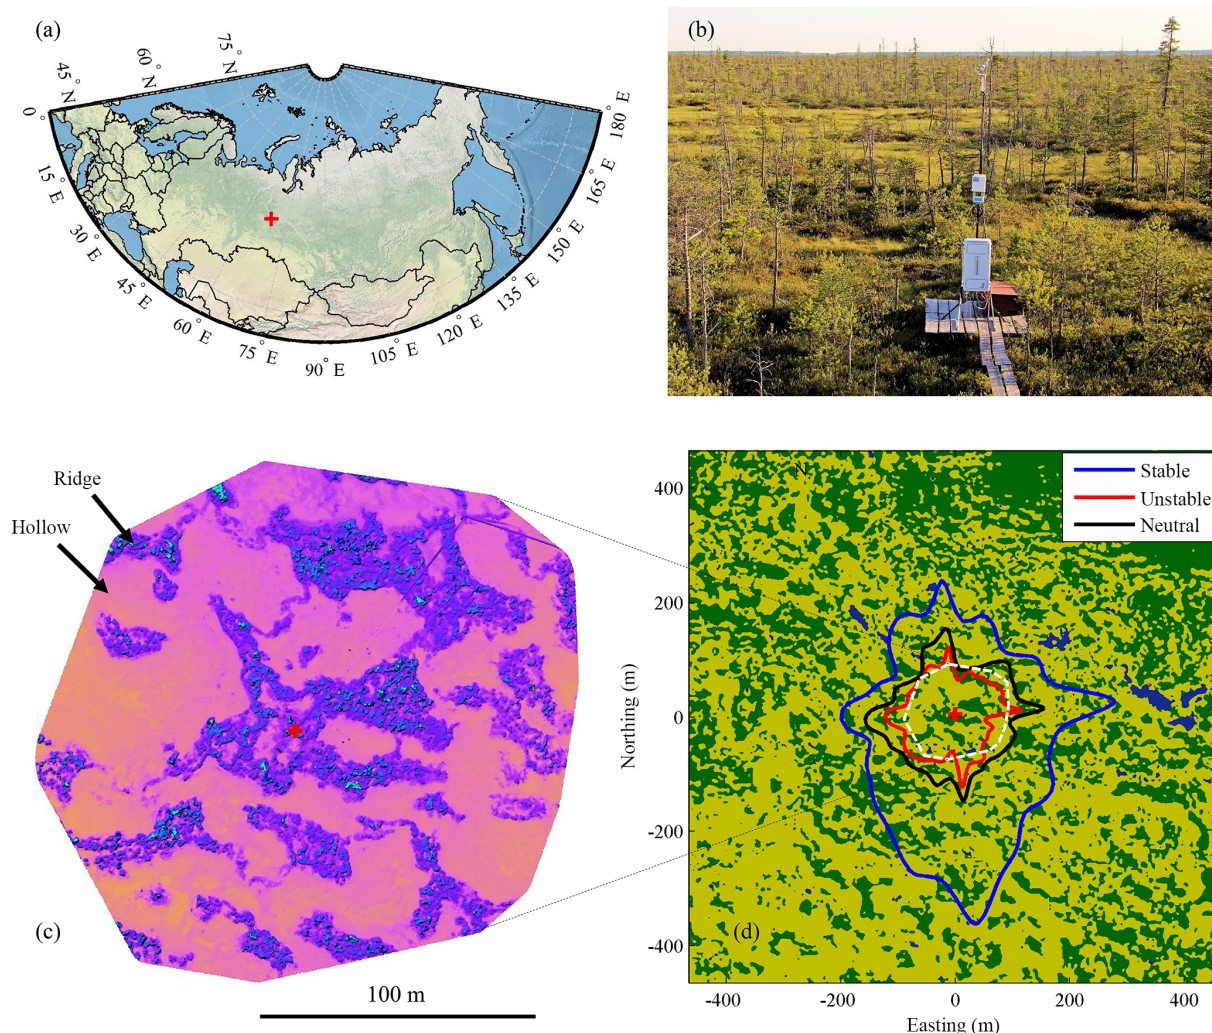 (a)
75° N
60° N
45° N
0°
15° E
30° E
45° E
60° E
75° E
90° E
105° E
120° E
135° E
150° E
165° E
180° E
(b)
Ridge
Hollow
(c)
100 m
N
Stable
Unstable
Neutral
400
200
0
-200
-400
Northing (m)
(d)
-400
-200
0
200
400
Easting (m)